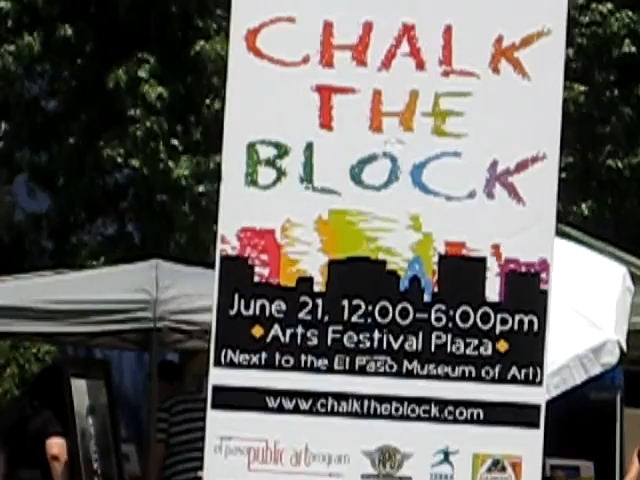 CHALK
THE
BLOCK
June 21, 12:00-6:00pm
Arts Festival Plaza
(Next to the El Paso Museum of Art)
www.chalktheblock.com
el paso public art program